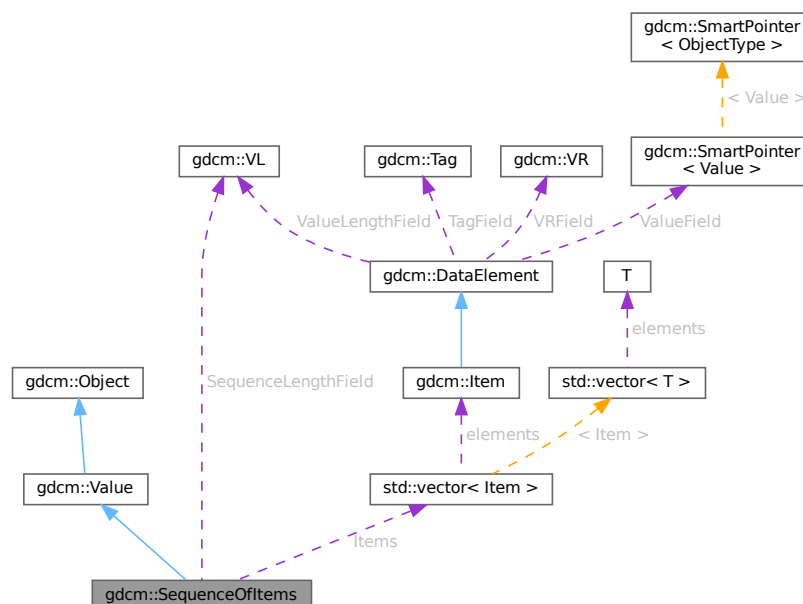 gdcm::SmartPointer
< ObjectType >
< Value >
gdcm::VL
gdcm::Tag
gdcm::VR
gdcm::SmartPointer
< Value >
ValueLengthField
TagField
VRField
ValueField
gdcm::DataElement
T
elements
gdcm::Object
SequenceLengthField
gdcm::Item
std::vector< T >
elements
< Item >
gdcm::Value
std::vector< Item >
Items
gdcm::SequenceOfItems